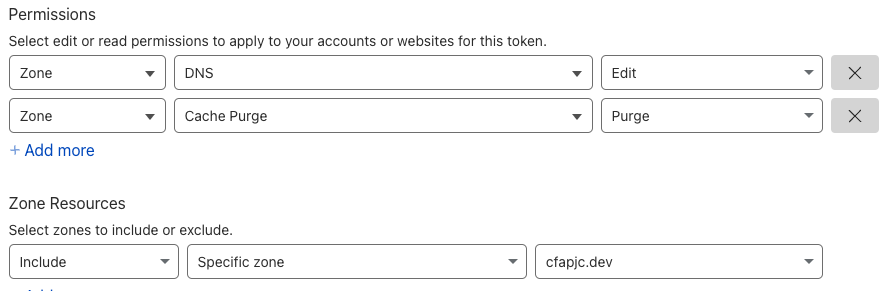 Permissions
Select edit or read permissions to apply to your accounts or websites for this token.
Zone DNS Edit
Zone Cache Purge Purge
+ Add more
Zone Resources
Select zones to include or exclude.
Include Specific zone cfapjc.dev